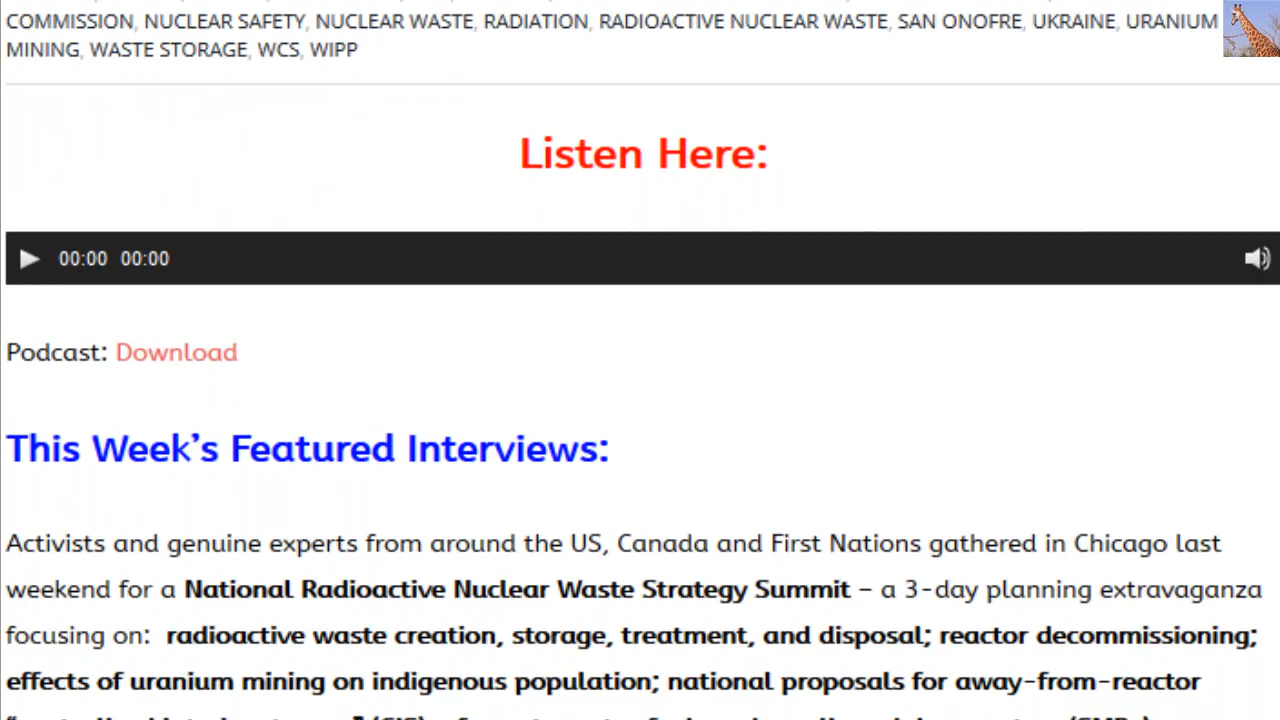 COMMISSION, NUCLEAR SAFETY, NUCLEAR WASTE, RADIATION, RADIOACTIVE NUCLEAR WASTE, SAN ONOFRE, UKRAINE, URANIUM
MINING, WASTE STORAGE, WCS, WIPP
Listen Here:
00:00 00:00
Podcast: Download
This Week's Featured Interviews:
Activists and genuine experts from around the US, Canada and First Nations gathered in Chicago last
weekend for a National Radioactive Nuclear Waste Strategy Summit – a 3-day planning extravaganza
focusing on: radioactive waste creation, storage, treatment, and disposal; reactor decommissioning;
effects of uranium mining on indigenous population; national proposals for away-from-reactor